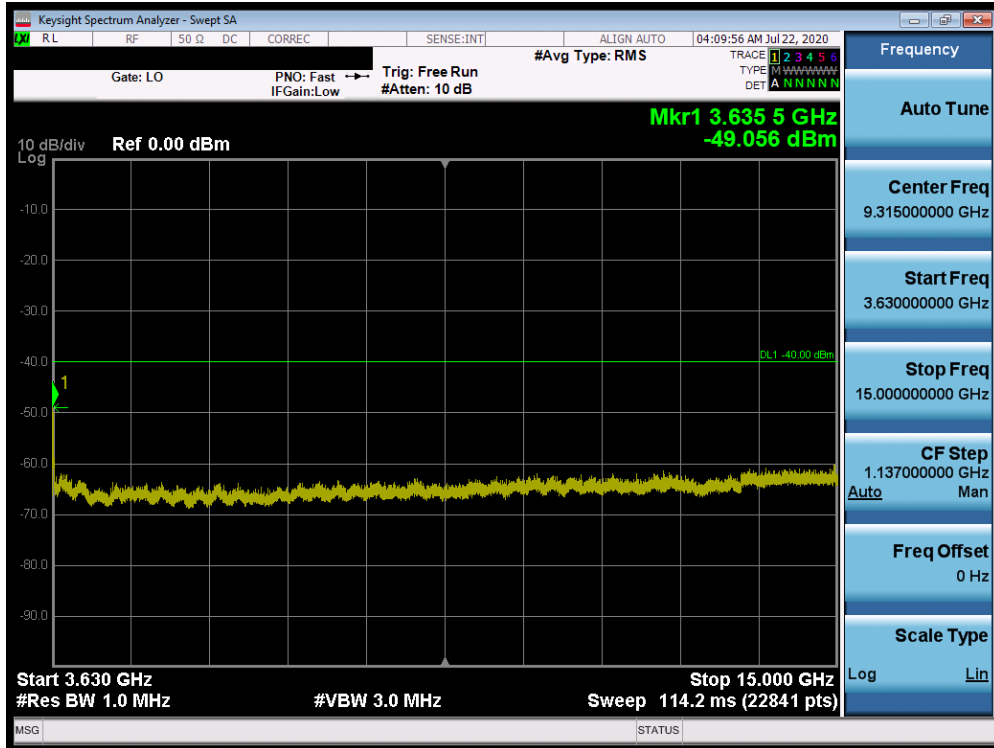 Keysight Spectrum Analyzer - Swept SA
LXI RL RF 50 Ω DC CORREC SENSE:INT ALIGN AUTO 04:09:56 AM Jul 22, 2020
Gate: LO
PNO: Fast
IFGain:Low
Trig: Free Run
#Atten: 10 dB
#Avg Type: RMS
TRACE 1 2 3 4 5 6
TYPE M W W W W W
DET A N N N N N
Mkr1 3.635 5 GHz
-49.056 dBm
10 dB/div Ref 0.00 dBm
Log
-10.0
-20.0
-30.0
-40.0
DL1 -40.00 dBm
1
-50.0
-60.0
-70.0
-80.0
-90.0
Start 3.630 GHz Stop 15.000 GHz
#Res BW 1.0 MHz #VBW 3.0 MHz Sweep 114.2 ms (22841 pts)
MSG STATUS
Frequency
Auto Tune
Center Freq
9.315000000 GHz
Start Freq
3.630000000 GHz
Stop Freq
15.000000000 GHz
CF Step
1.137000000 GHz
Auto Man
Freq Offset
0 Hz
Scale Type
Log Lin